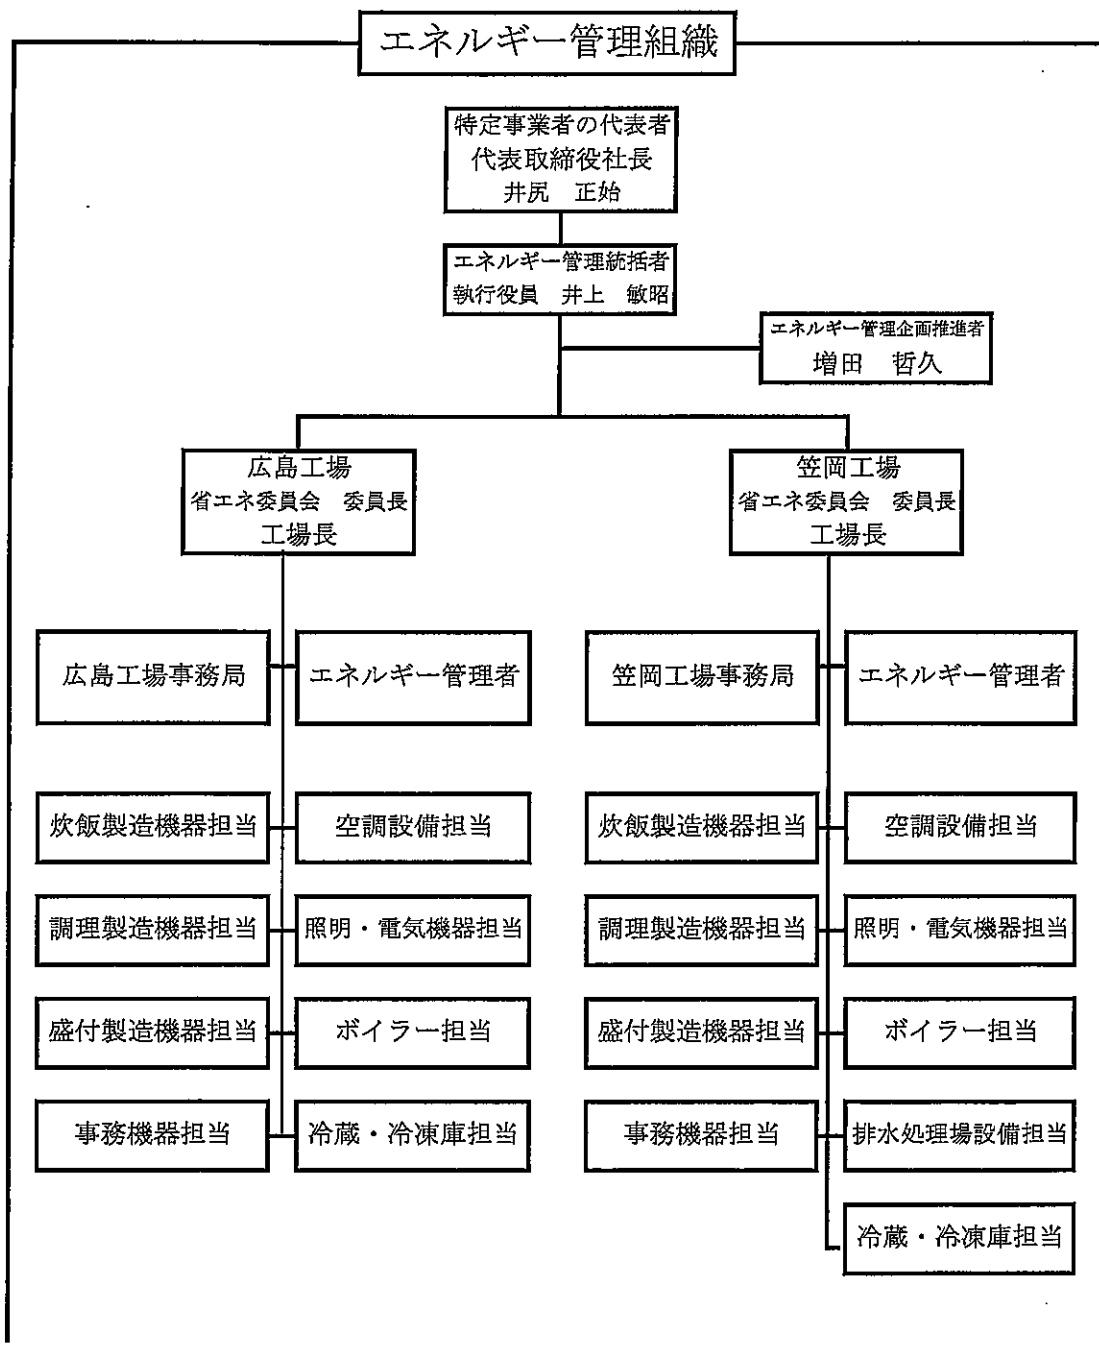 エネルギー管理組織
特定事業者の代表者
代表取締役社長
井尻　正始
エネルギー管理統括者
執行役員　井上　敏昭
エネルギー管理企画推進者
増田　哲久
広島工場
省エネ委員会　委員長
工場長
笠岡工場
省エネ委員会　委員長
工場長
広島工場事務局
エネルギー管理者
笠岡工場事務局
エネルギー管理者
炊飯製造機器担当
空調設備担当
炊飯製造機器担当
空調設備担当
調理製造機器担当
照明・電気機器担当
調理製造機器担当
照明・電気機器担当
盛付製造機器担当
ボイラー担当
盛付製造機器担当
ボイラー担当
事務機器担当
冷蔵・冷凍庫担当
事務機器担当
排水処理場設備担当
冷蔵・冷凍庫担当